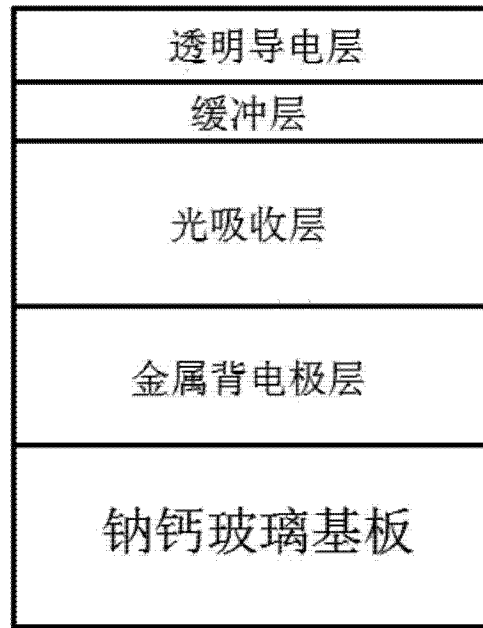 透明导电层
缓冲层
光吸收层
金属背电极层
钠钙玻璃基板